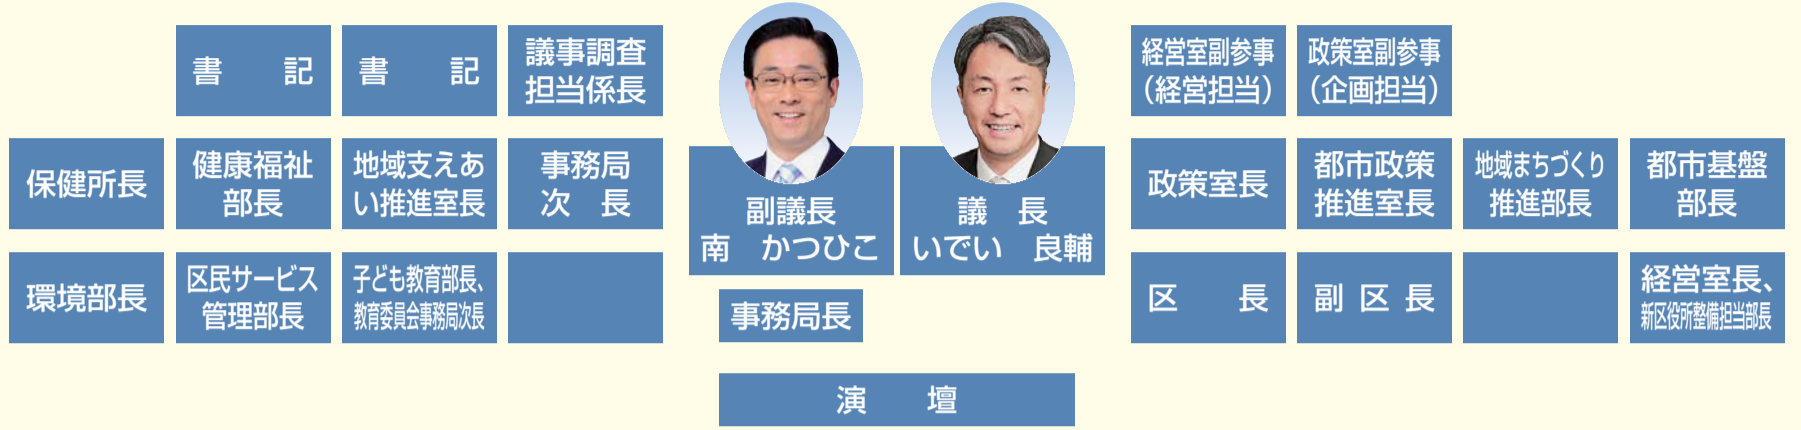 書　　記
書　　記
議事調査
担当係長
経営室副参事
（経営担当）
政策室副参事
（企画担当）
保健所長
健康福祉
部長
地域支えあ
い推進室長
事務局
次　長
副議長
南　かつひこ
議　長
いでい　良輔
政策室長
都市政策
推進室長
地域まちづくり
推進部長
都市基盤
部長
環境部長
区民サービス
管理部長
子ども教育部長、
教育委員会事務局次長
事務局長
区　　長
副 区 長
経営室長、
新区役所整備担当部長
演　　壇